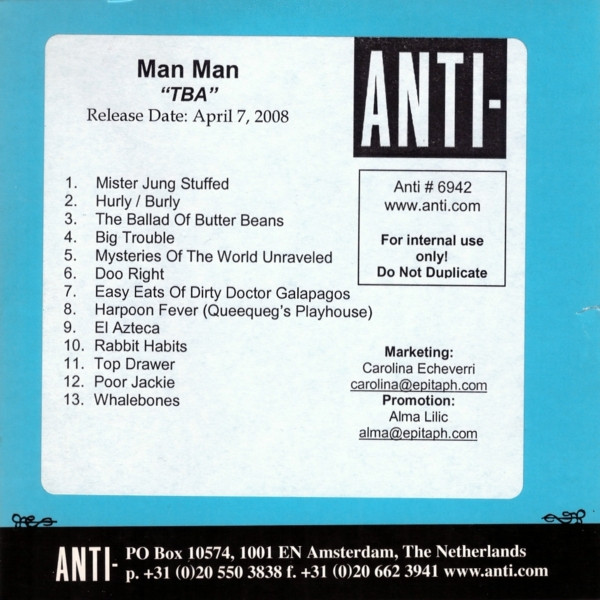 Man Man
“TBA”
Release Date: April 7, 2008
ANTI-
Anti # 6942
www.anti.com
For internal use
only!
Do Not Duplicate
1. Mister Jung Stuffed
2. Hurly / Burly
3. The Ballad Of Butter Beans
4. Big Trouble
5. Mysteries Of The World Unraveled
6. Doo Right
7. Easy Eats Of Dirty Doctor Galapagos
8. Harpoon Fever (Queequeg's Playhouse)
9. El Azteca
10. Rabbit Habits
11. Top Drawer
12. Poor Jackie
13. Whalebones
Marketing:
Carolina Echeverri
carolina@epitaph.com
Promotion:
Alma Lilic
alma@epitaph.com
ANTI- PO Box 10574, 1001 EN Amsterdam, The Netherlands
p. +31 (0)20 550 3838 f. +31 (0)20 662 3941 www.anti.com